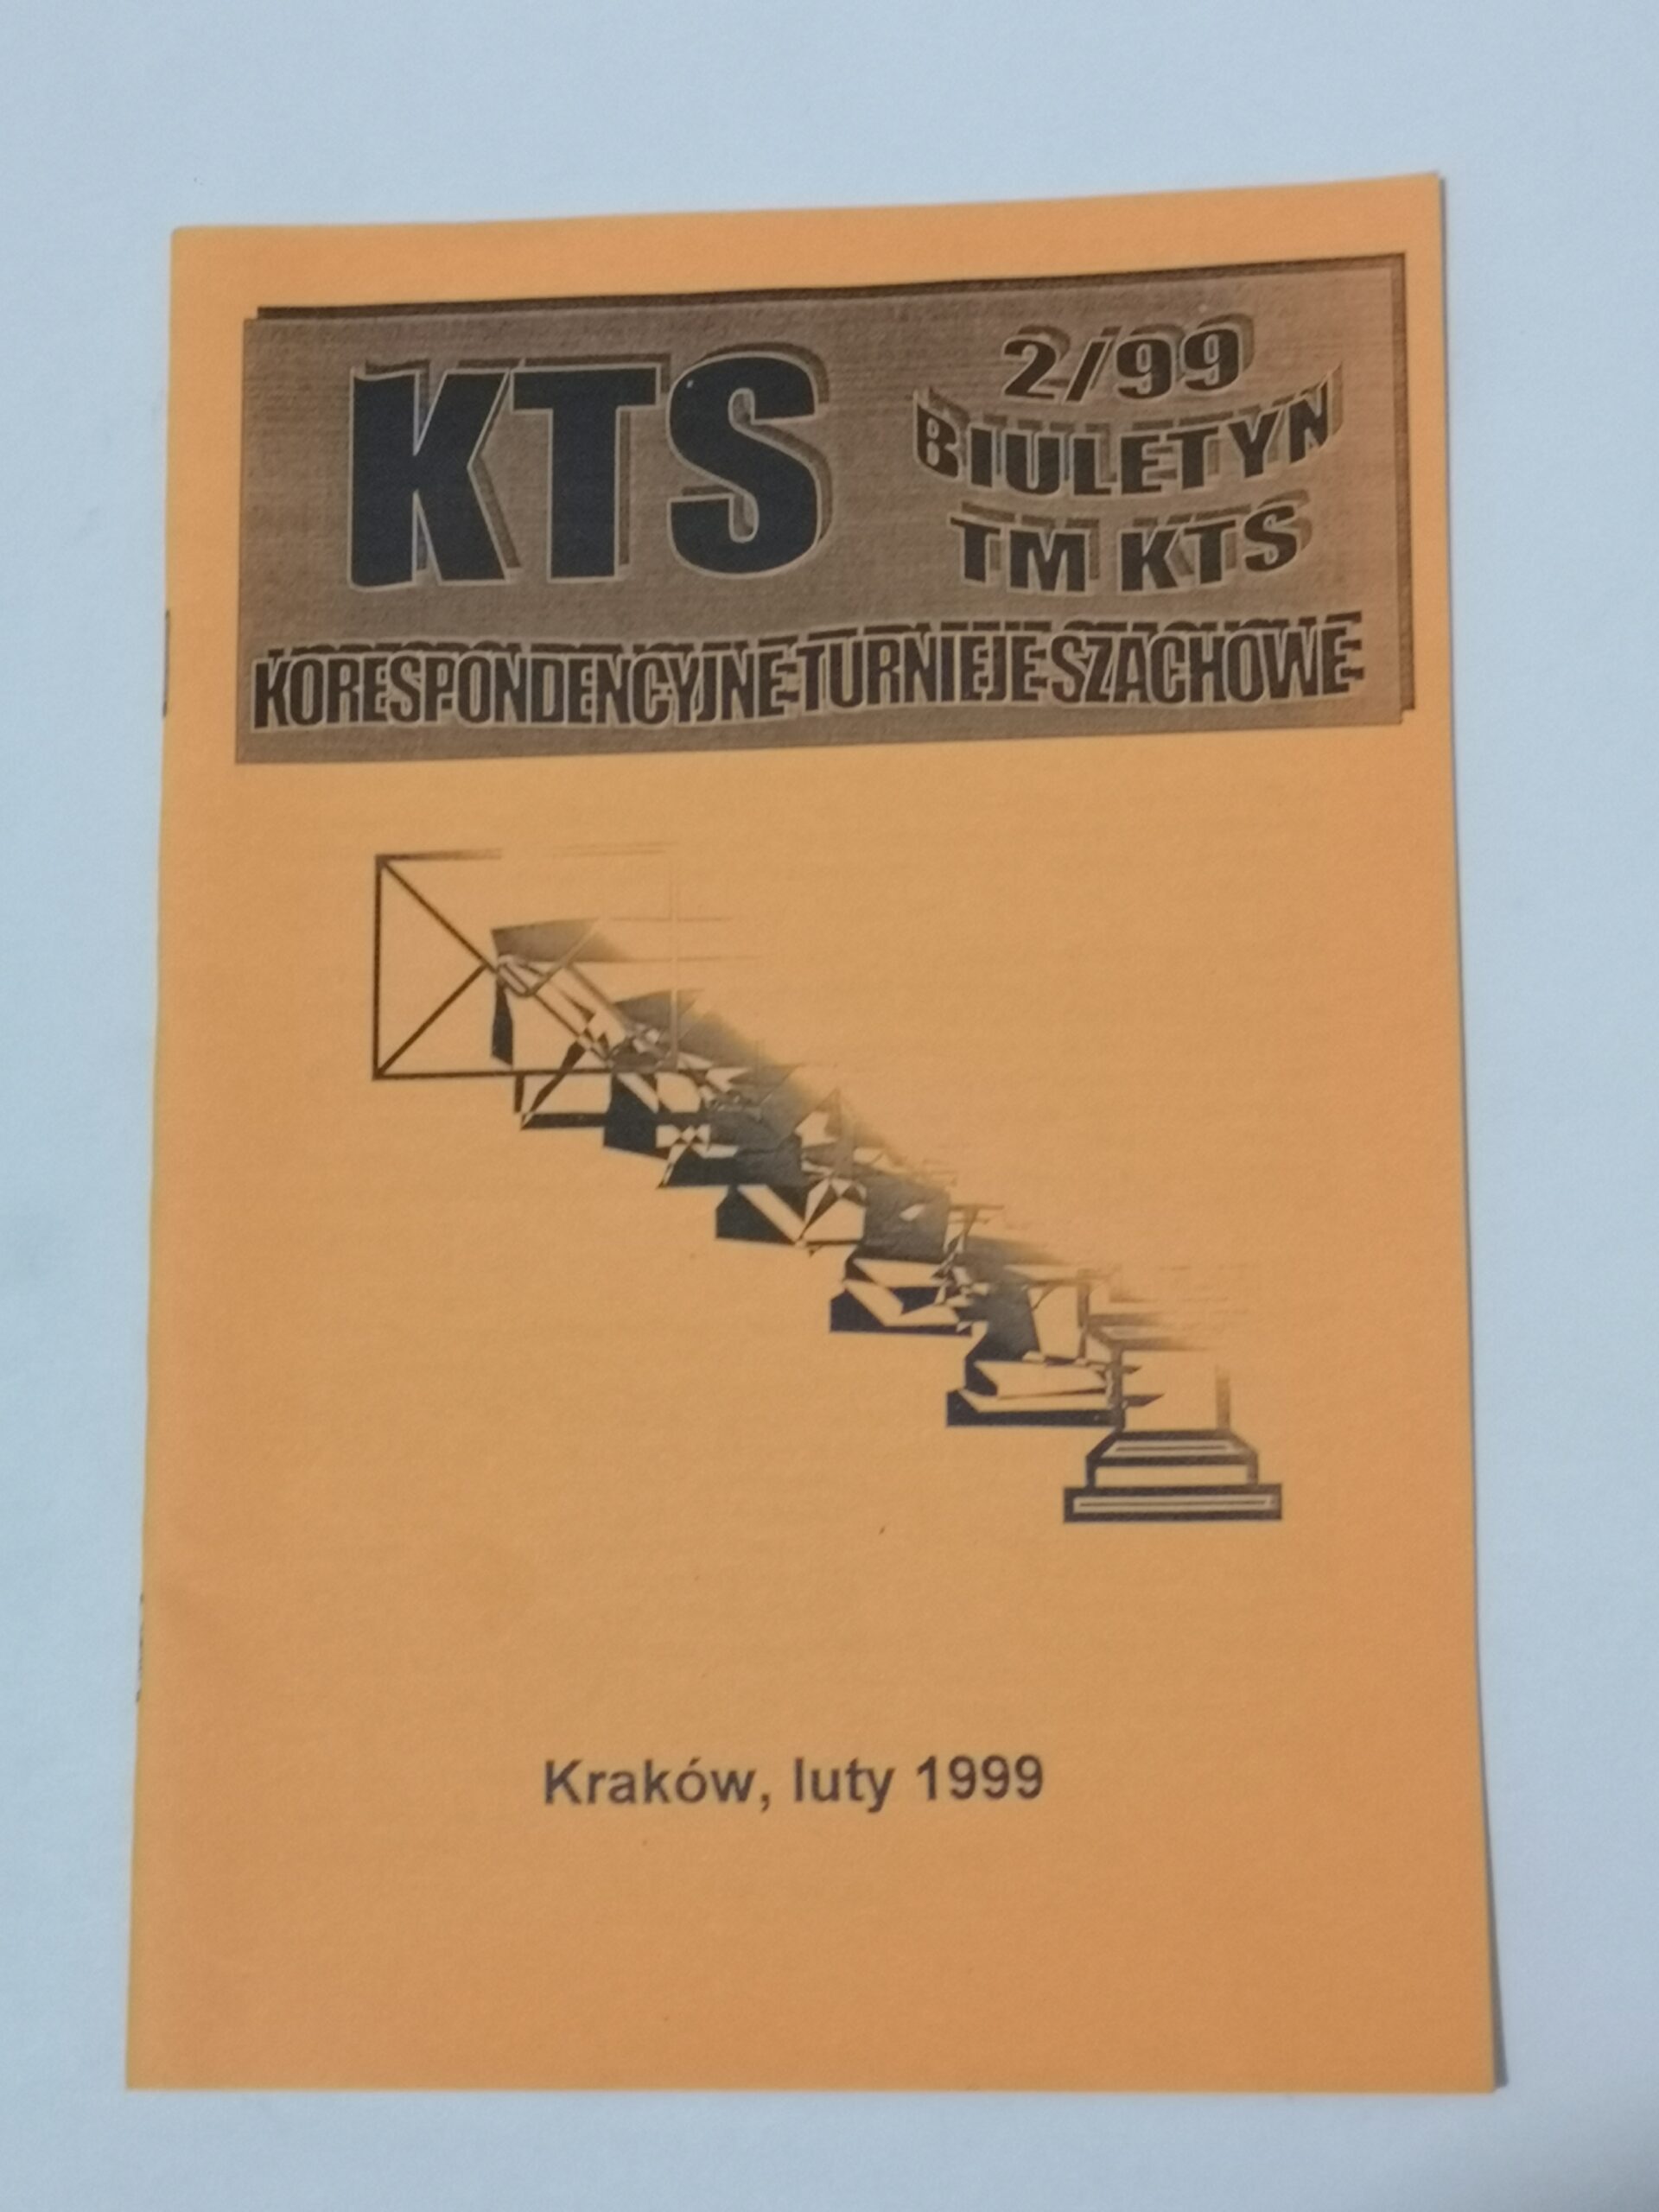 KTS
2/99
BIULETYN
TM KTS
KORESPONDENCYJNE TURNIEJE SZACHOWE
Kraków, luty 1999